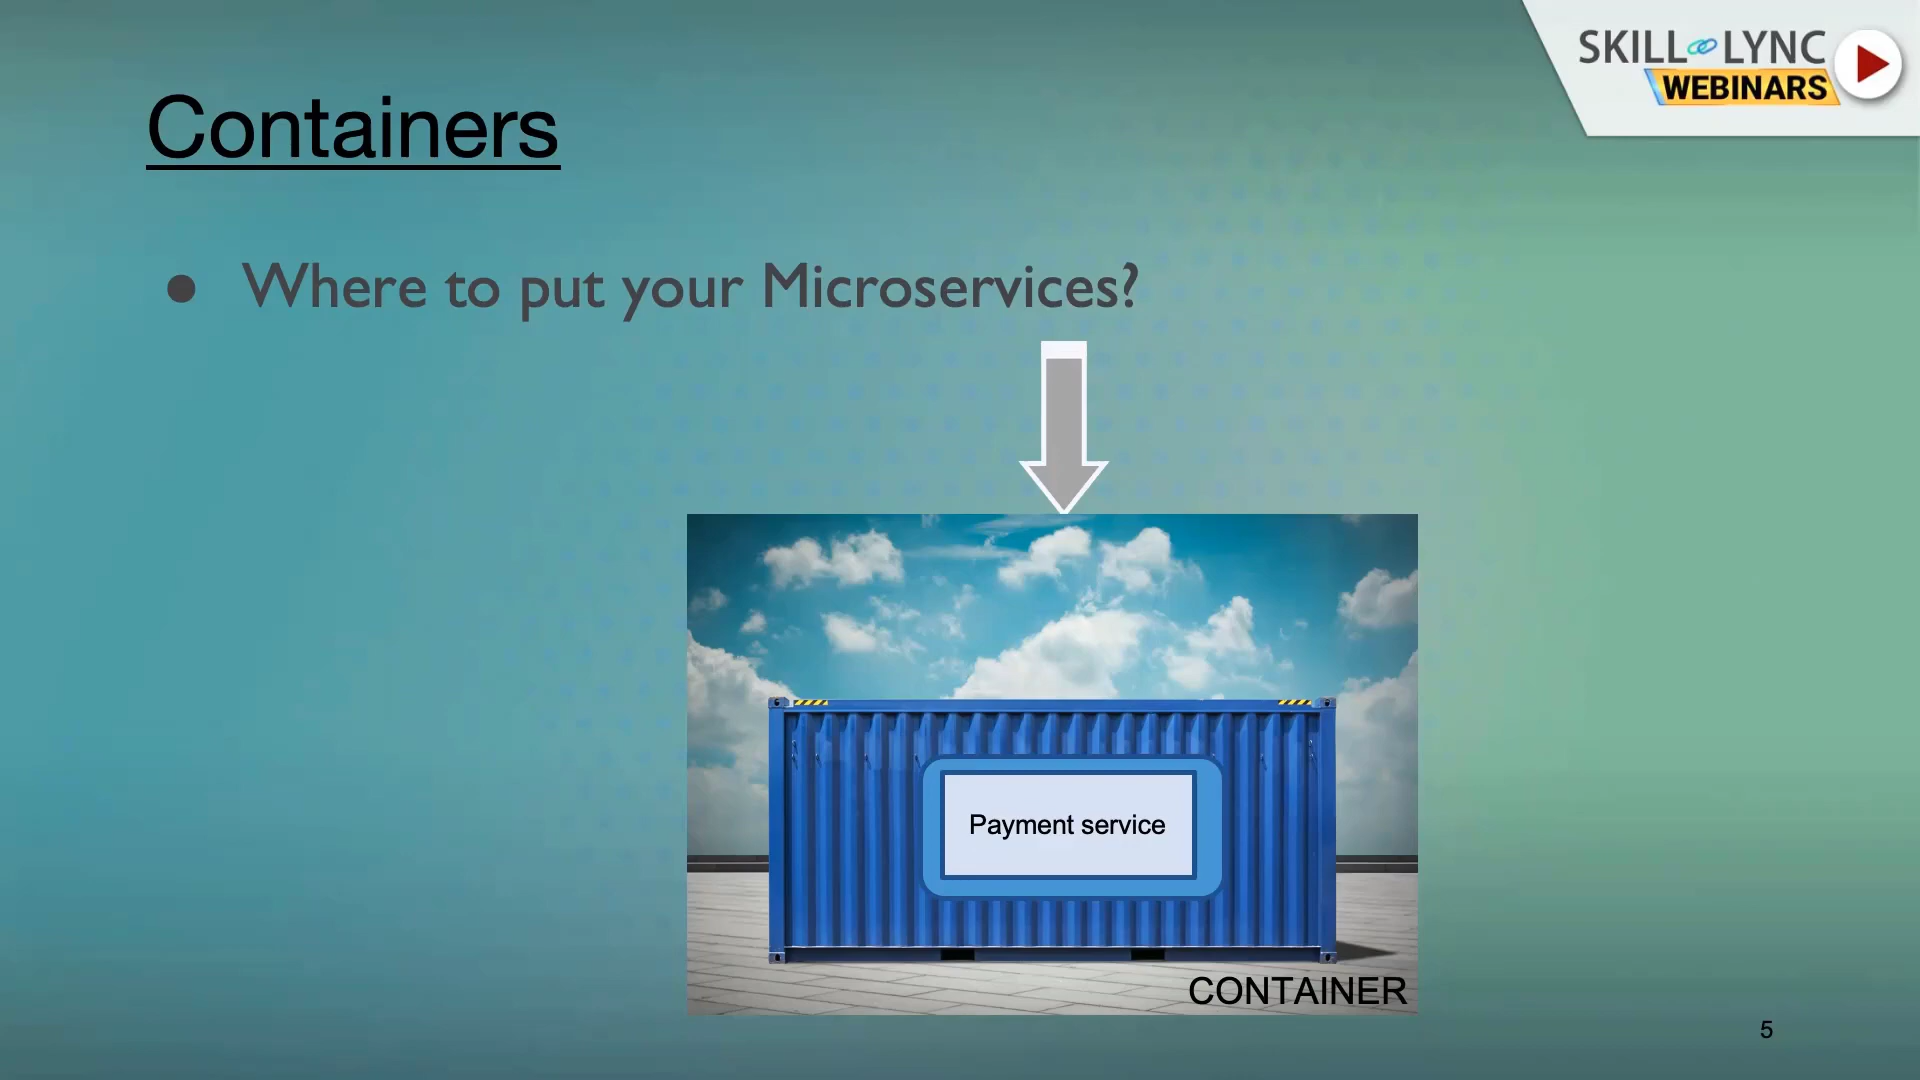 SKILL LYNC
WEBINARS
Containers
● Where to put your Microservices?
Payment service
CONTAINER
5